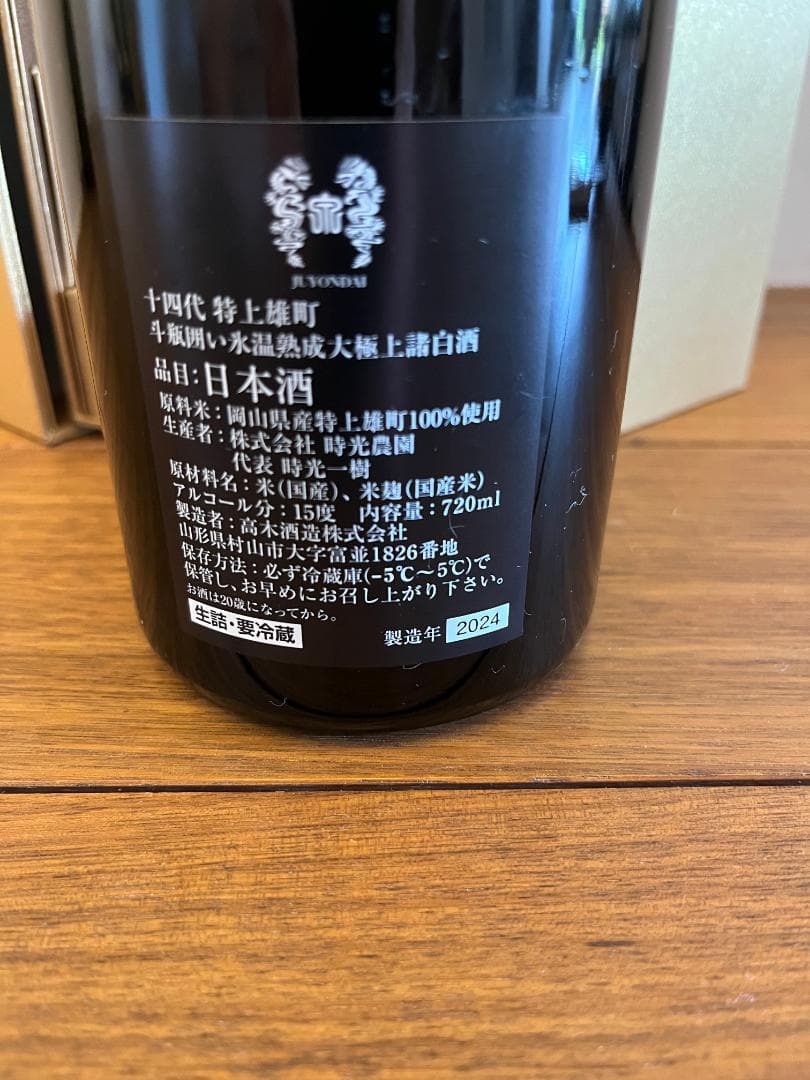 JUYONDAI
十四代 特上雄町
斗瓶囲い氷温熟成大極上諸白酒
品目:日本酒
原料米:岡山県産特上雄町100%使用
生産者:株式会社 時光農園
代表 時光一樹
原材料名:米(国産)、米麹(国産米)
アルコール分:15度 内容量:720ml
製造者:高木酒造株式会社
山形県村山市大字富並1826番地
保存方法:必ず冷蔵庫(-5℃〜5℃)で
保管し、お早めにお召し上がり下さい。
お酒は20歳になってから。
生詰・要冷蔵
製造年 2024